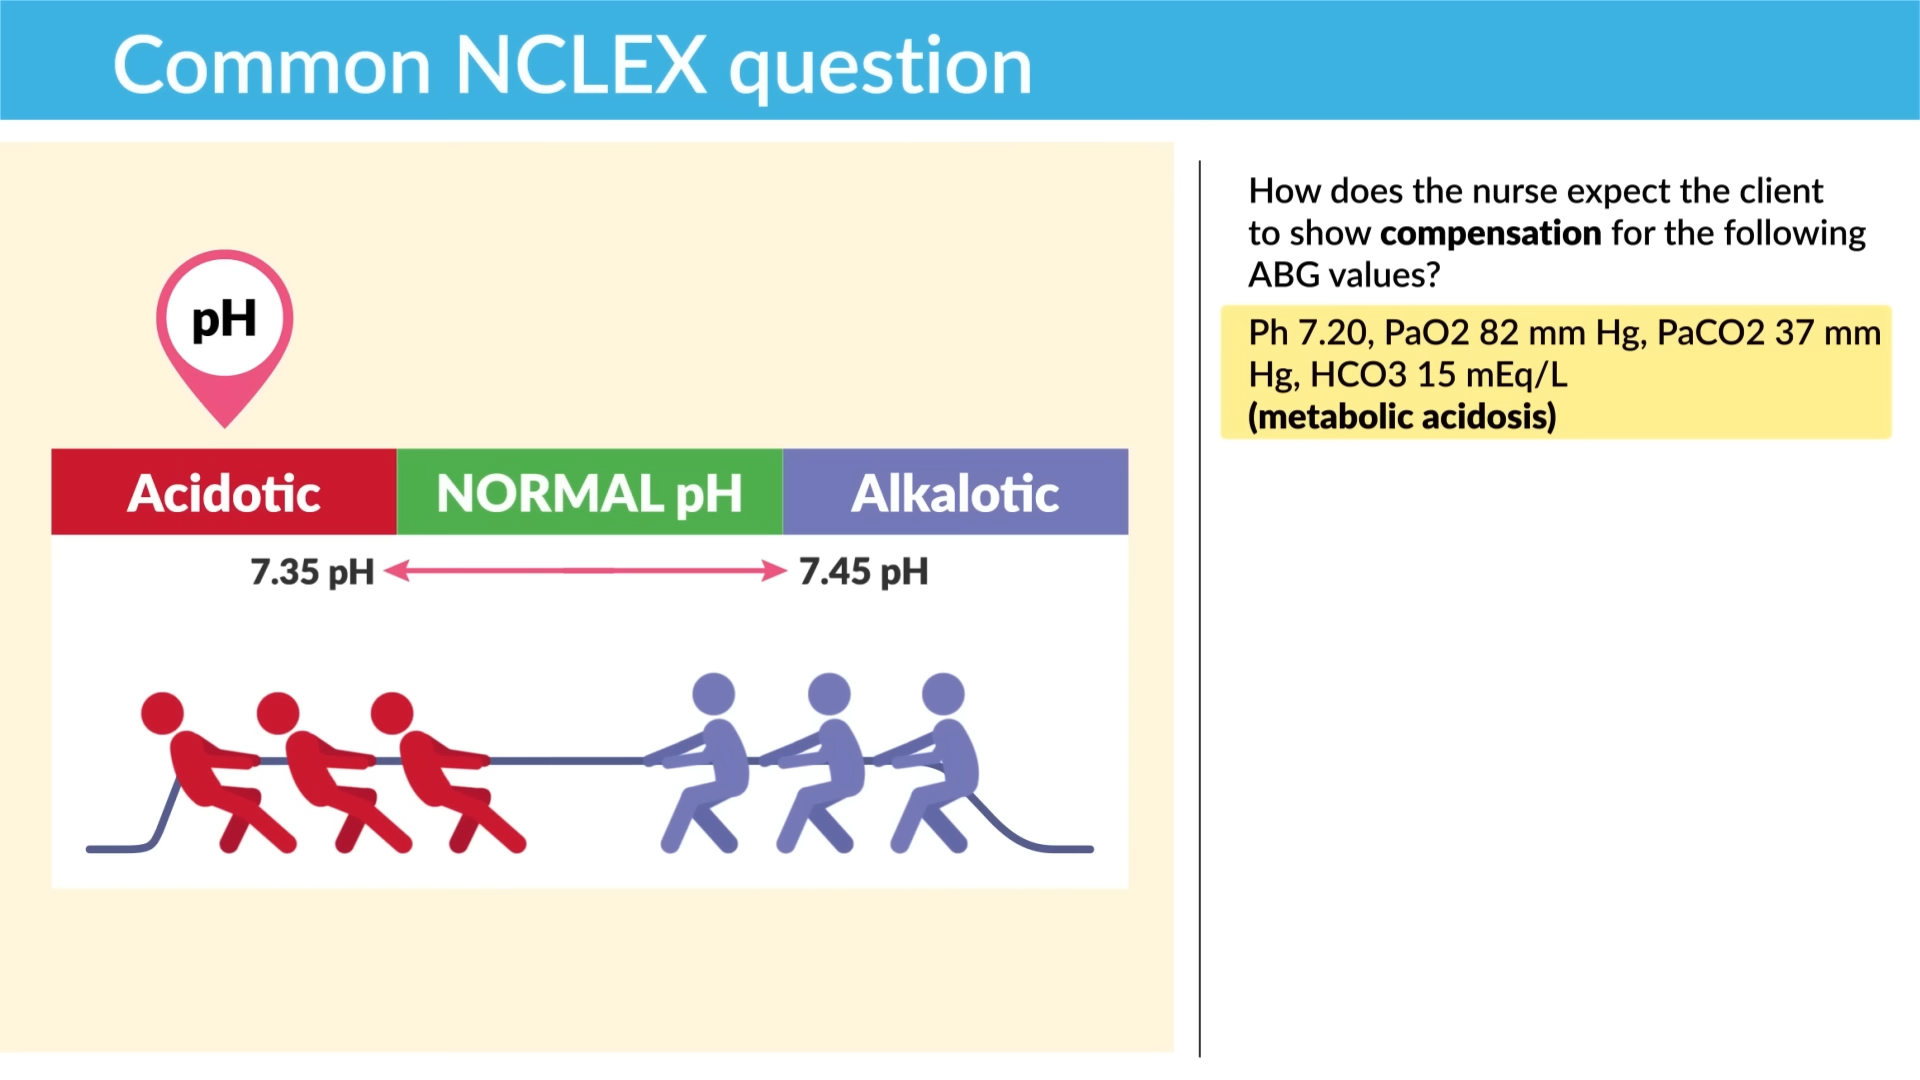 Common NCLEX question
pH
Acidotic
NORMAL pH
Alkalotic
7.35 pH
7.45 pH
How does the nurse expect the client
to show compensation for the following
ABG values?
Ph 7.20, PaO2 82 mm Hg, PaCO2 37 mm
Hg, HCO3 15 mEq/L
(metabolic acidosis)